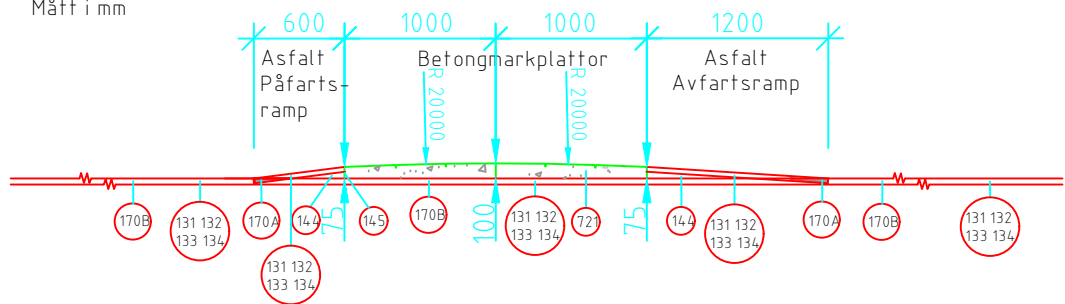 Mått i mm
600
1000
1000
1200
Asfalt
Påfarts-
ramp
Betongmarkplattor
Asfalt
Avfartsramp
R 20000
R 20000
170B
131 132
133 134
170A
144
75
145
170B
100
131 132
133 134
721
75
144
131 132
133 134
170A
170B
131 132
133 134
131 132
133 134